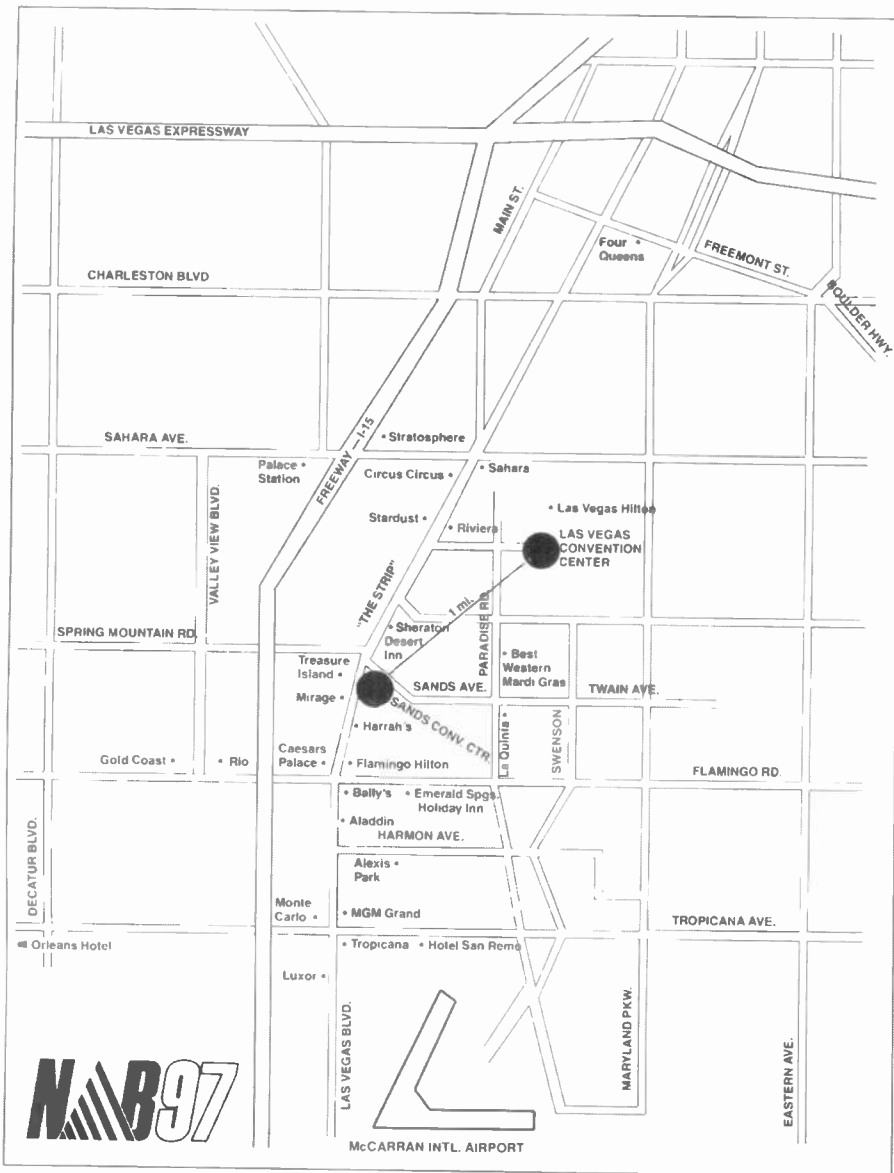 LAS VEGAS EXPRESSWAY
MAIN ST.
Four
Queens
FREEMONT ST.
CHARLESTON BLVD
BOULDER HWY.
FREEWAY — I-15
SAHARA AVE.
Stratosphere
Palace
Station
Circus Circus
Sahara
VALLEY VIEW BLVD.
Stardust
Riviera
Las Vegas Hilton
LAS VEGAS
CONVENTION
CENTER
"THE STRIP"
1 mi.
PARADISE RD.
SPRING MOUNTAIN RD.
Sheraton
Desert
Inn
Best
Western
Mardi Gras
Treasure
Island
SANDS AVE.
TWAIN AVE.
Mirage
SANDS CONV. CTR.
Harrah's
La Quinta
SWENSON
Gold Coast
Rio
Caesars
Palace
Flamingo Hilton
FLAMINGO RD.
Bally's
Emerald Spgs.
Holiday Inn
Aladdin
HARMON AVE.
DECATUR BLVD.
Alexis
Park
Monte
Carlo
MGM Grand
TROPICANA AVE.
Orleans Hotel
Tropicana
Hotel San Remo
Luxor
LAS VEGAS BLVD.
MARYLAND PKW.
EASTERN AVE.
NAB97
McCARRAN INTL. AIRPORT